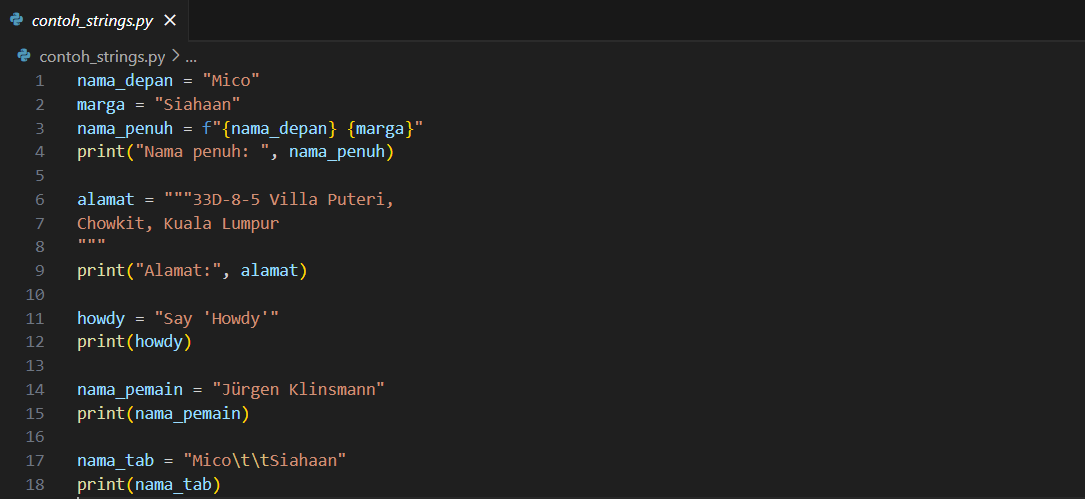 contoh_strings.py
contoh_strings.py > ...
1 nama_depan = "Mico"
2 marga = "Siahaan"
3 nama_penuh = f"{nama_depan} {marga}"
4 print("Nama penuh: ", nama_penuh)
5
6 alamat = """33D-8-5 Villa Puteri,
7 Chowkit, Kuala Lumpur
8 """
9 print("Alamat:", alamat)
10
11 howdy = "Say 'Howdy'"
12 print(howdy)
13
14 nama_pemain = "Jürgen Klinsmann"
15 print(nama_pemain)
16
17 nama_tab = "Mico\t\tSiahaan"
18 print(nama_tab)